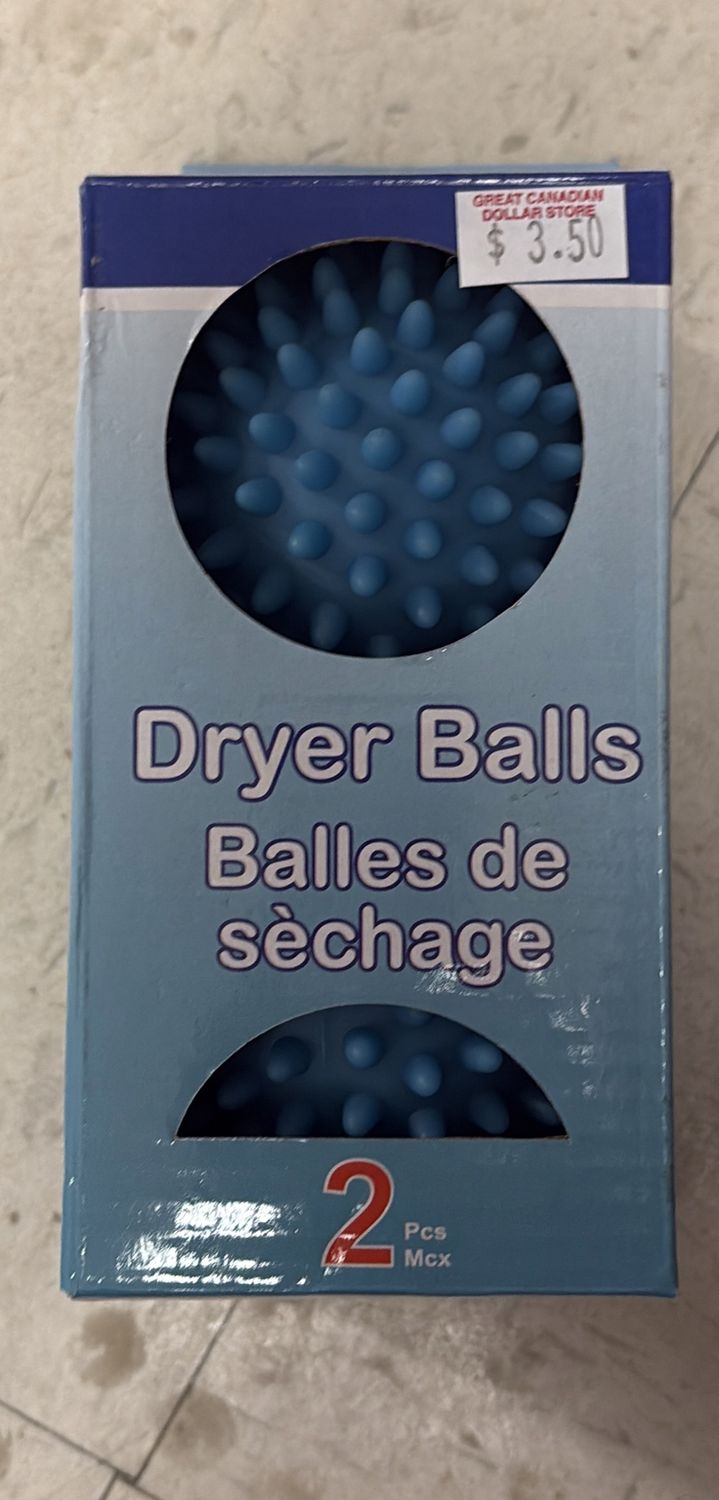 GREAT CANADIAN
DOLLAR STORE
$ 3.50
Dryer Balls
Balles de
sèchage
2
Pcs
Mcx